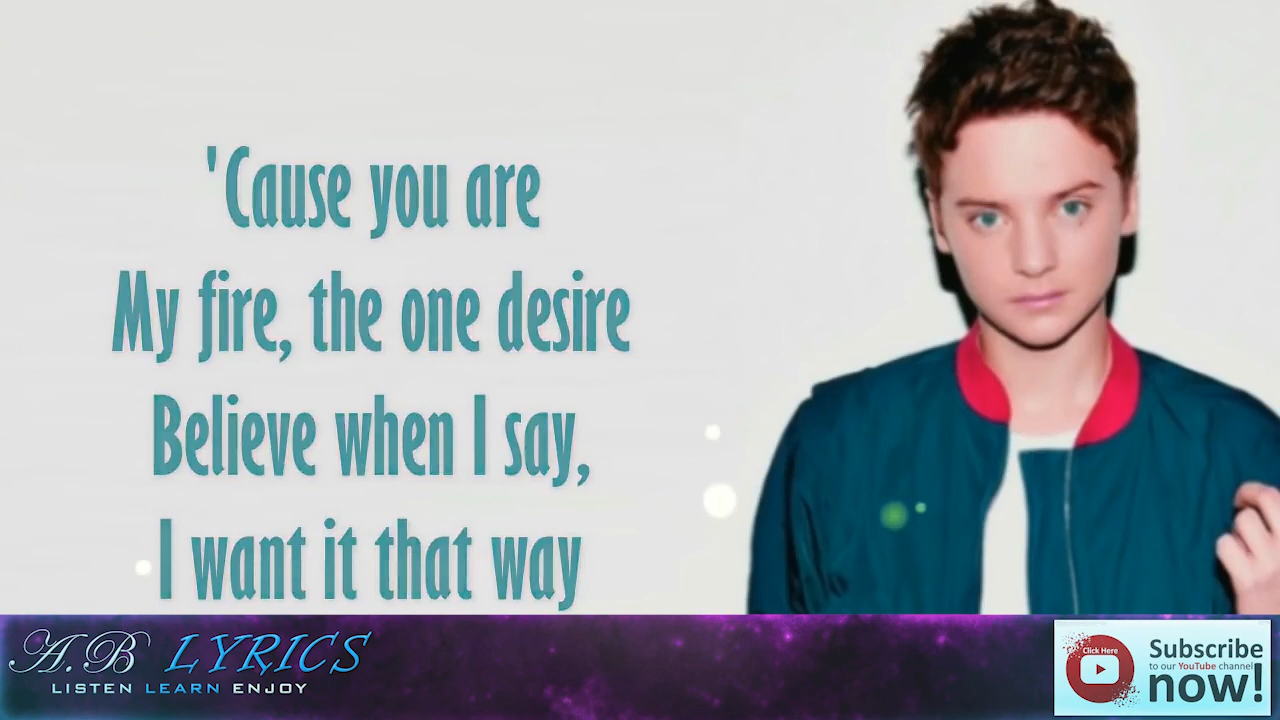 'Cause you are
My fire, the one desire
Believe when I say,
I want it that way
A.B LYRICS
LISTEN LEARN ENJOY
Click Here
Subscribe
to our YouTube channel
now!